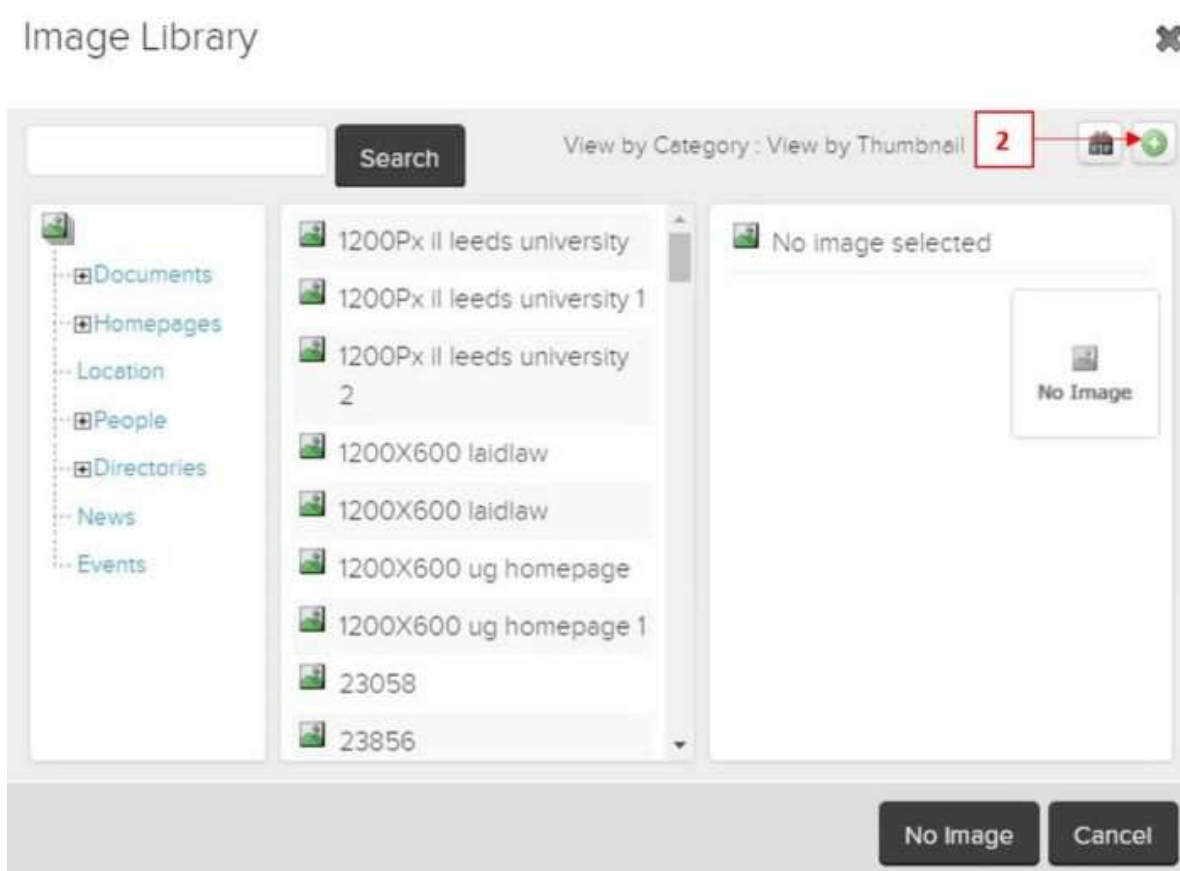 Image Library
Search
View by Category : View by Thumbnail
2
Documents
Homepages
Location
People
Directories
News
Events
1200Px il leeds university
1200Px il leeds university 1
1200Px il leeds university
2
1200X600 laidlaw
1200X600 laidlaw
1200X600 ug homepage
1200X600 ug homepage 1
23058
23856
No image selected
No Image
No Image
Cancel